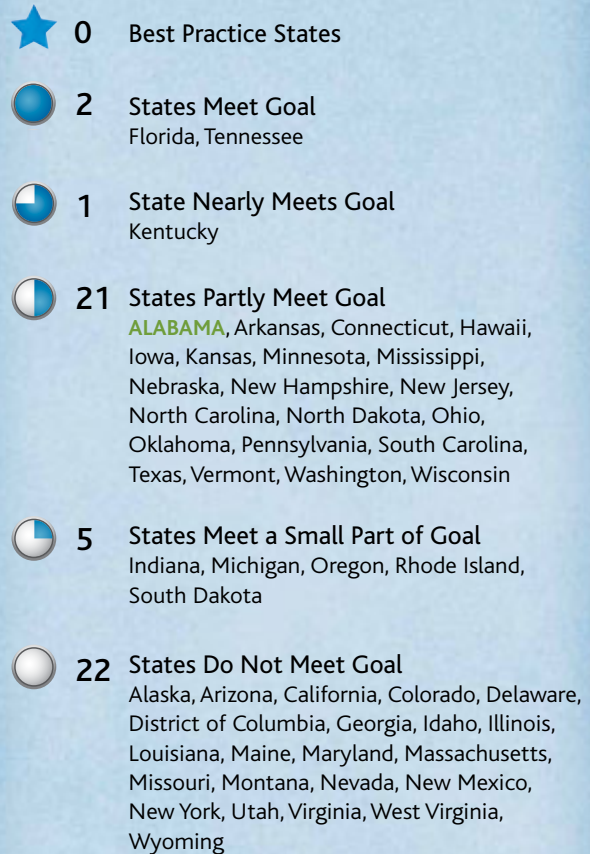 0 Best Practice States
2 States Meet Goal
Florida, Tennessee
1 State Nearly Meets Goal
Kentucky
21 States Partly Meet Goal
ALABAMA, Arkansas, Connecticut, Hawaii,
Iowa, Kansas, Minnesota, Mississippi,
Nebraska, New Hampshire, New Jersey,
North Carolina, North Dakota, Ohio,
Oklahoma, Pennsylvania, South Carolina,
Texas, Vermont, Washington, Wisconsin
5 States Meet a Small Part of Goal
Indiana, Michigan, Oregon, Rhode Island,
South Dakota
22 States Do Not Meet Goal
Alaska, Arizona, California, Colorado, Delaware,
District of Columbia, Georgia, Idaho, Illinois,
Louisiana, Maine, Maryland, Massachusetts,
Missouri, Montana, Nevada, New Mexico,
New York, Utah, Virginia, West Virginia,
Wyoming